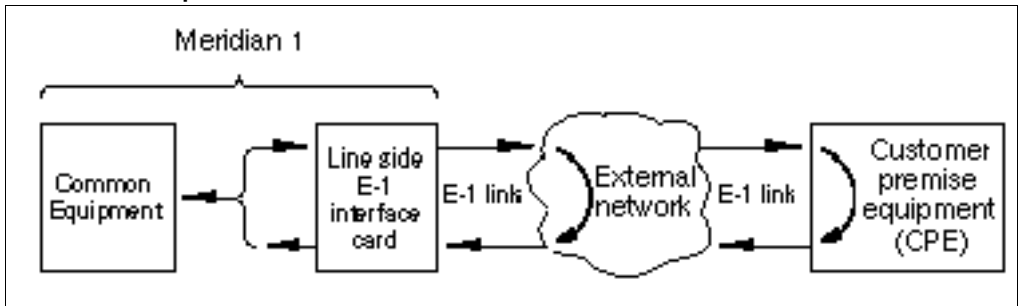 Meridian 1
Common
Equipment
Line side
E-1
interface
card
E-1 link
External
network
E-1 link
Customer
premise
equipment
(CPE)